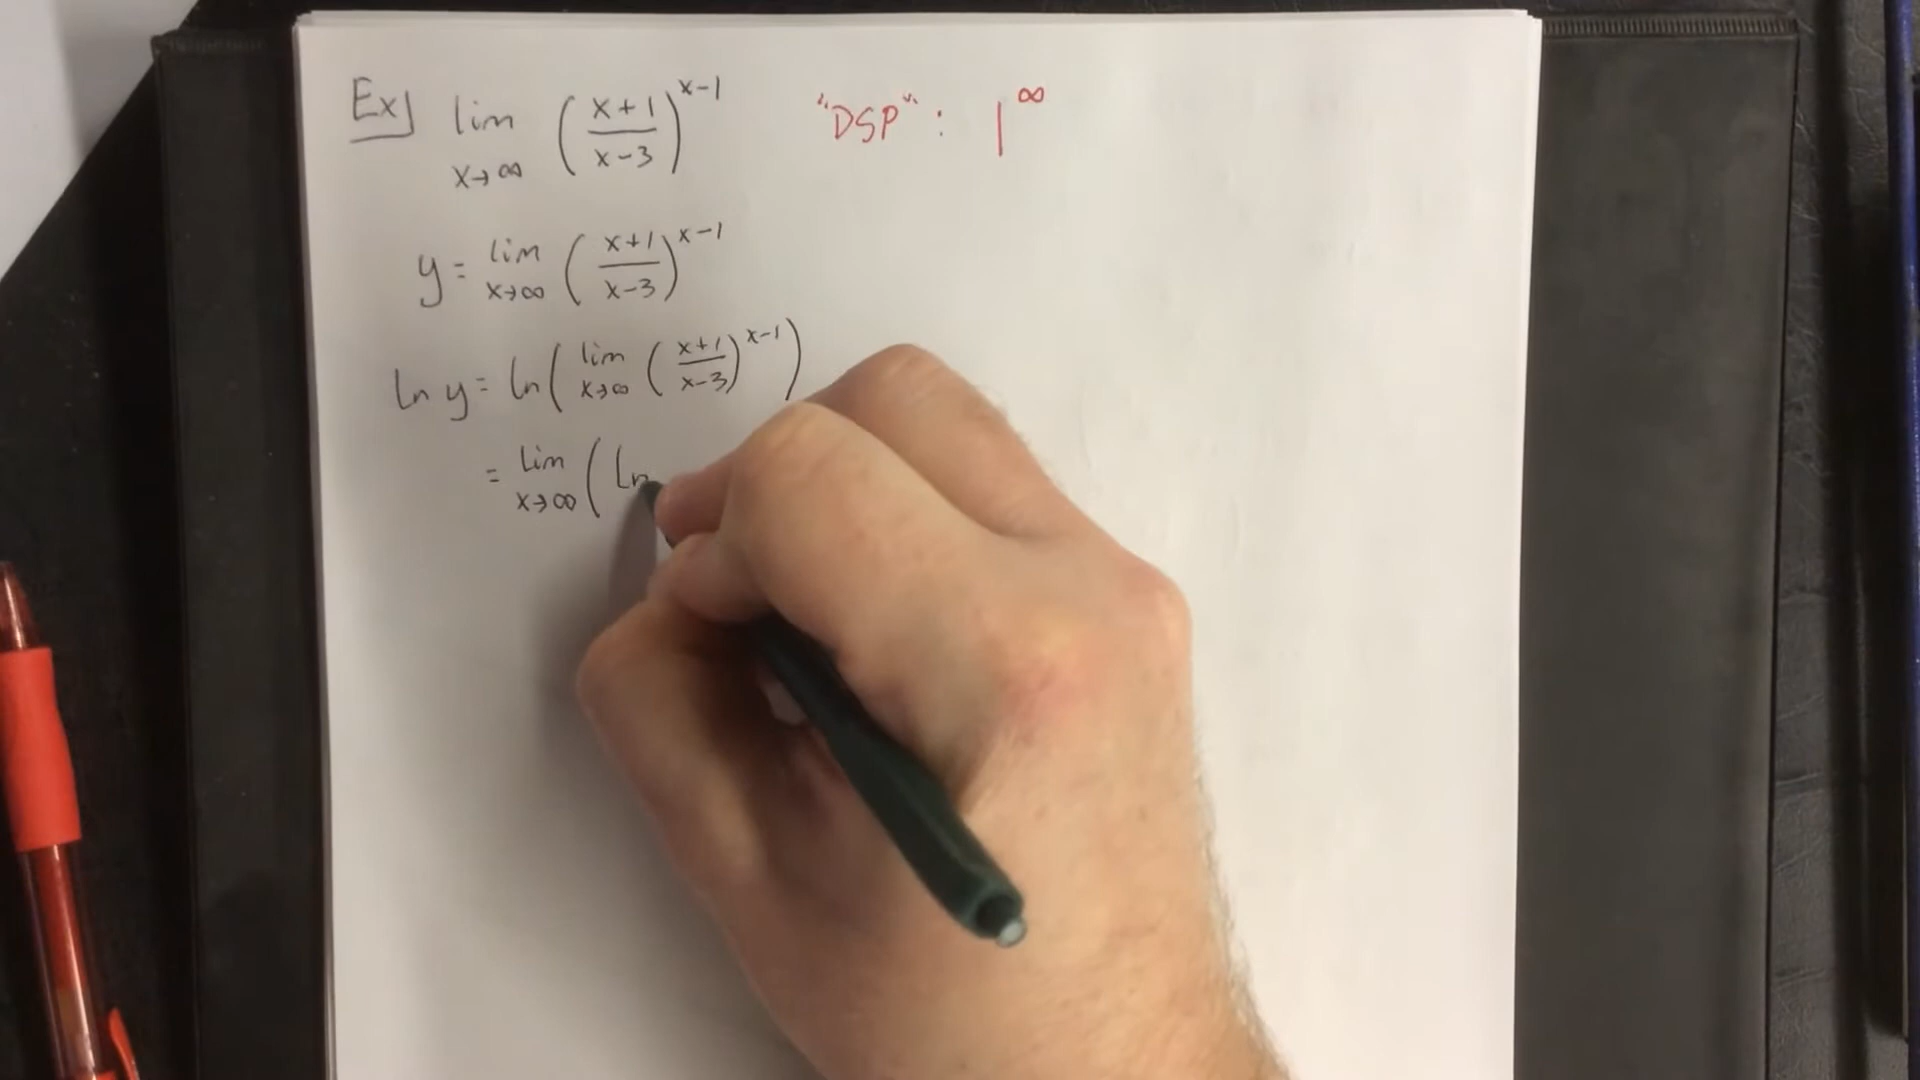 Ex] lim x→∞ ((x+1)/(x-3))^(x-1) "DSP": 1^∞
y = lim x→∞ ((x+1)/(x-3))^(x-1)
ln y = ln( lim x→∞ ((x+1)/(x-3))^(x-1) )
= lim x→∞ ( ln